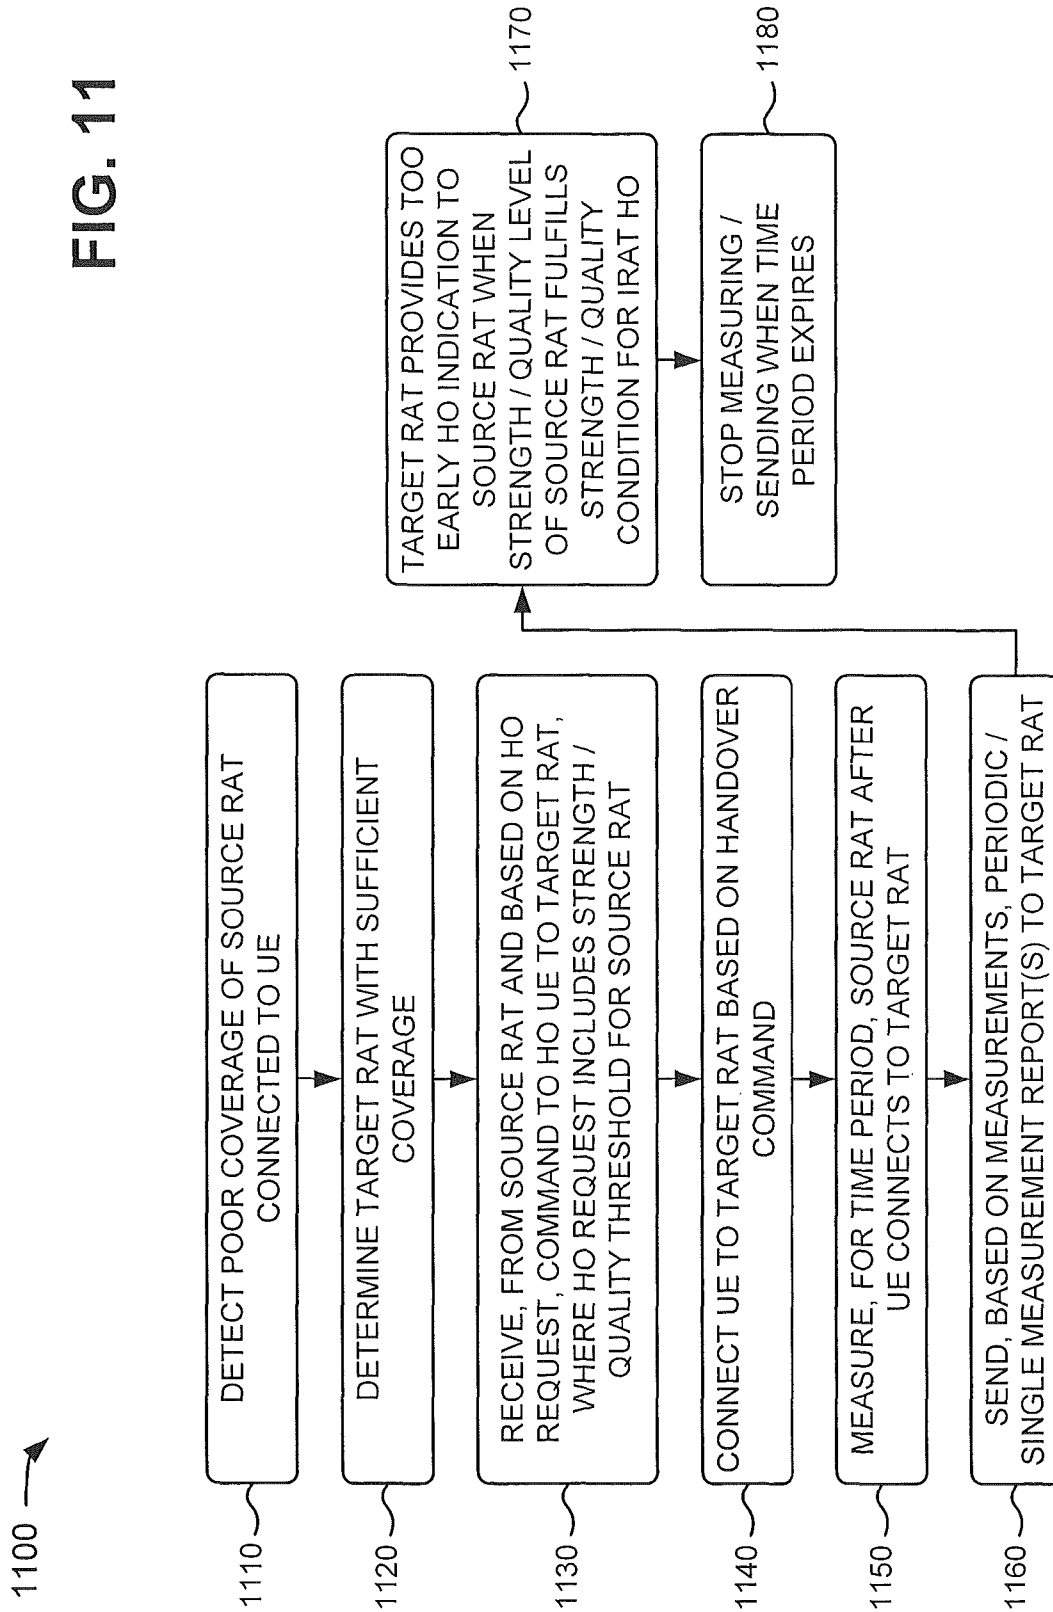 FIG. 11
1100
1110
DETECT POOR COVERAGE OF SOURCE RAT
CONNECTED TO UE
1120
DETERMINE TARGET RAT WITH SUFFICIENT
COVERAGE
1130
RECEIVE, FROM SOURCE RAT AND BASED ON HO
REQUEST, COMMAND TO HO UE TO TARGET RAT,
WHERE HO REQUEST INCLUDES STRENGTH /
QUALITY THRESHOLD FOR SOURCE RAT
1140
CONNECT UE TO TARGET RAT BASED ON HANDOVER
COMMAND
1150
MEASURE, FOR TIME PERIOD, SOURCE RAT AFTER
UE CONNECTS TO TARGET RAT
1160
SEND, BASED ON MEASUREMENTS, PERIODIC /
SINGLE MEASUREMENT REPORT(S) TO TARGET RAT
1170
TARGET RAT PROVIDES TOO
EARLY HO INDICATION TO
SOURCE RAT WHEN
STRENGTH / QUALITY LEVEL
OF SOURCE RAT FULFILLS
STRENGTH / QUALITY
CONDITION FOR IRAT HO
1180
STOP MEASURING /
SENDING WHEN TIME
PERIOD EXPIRES